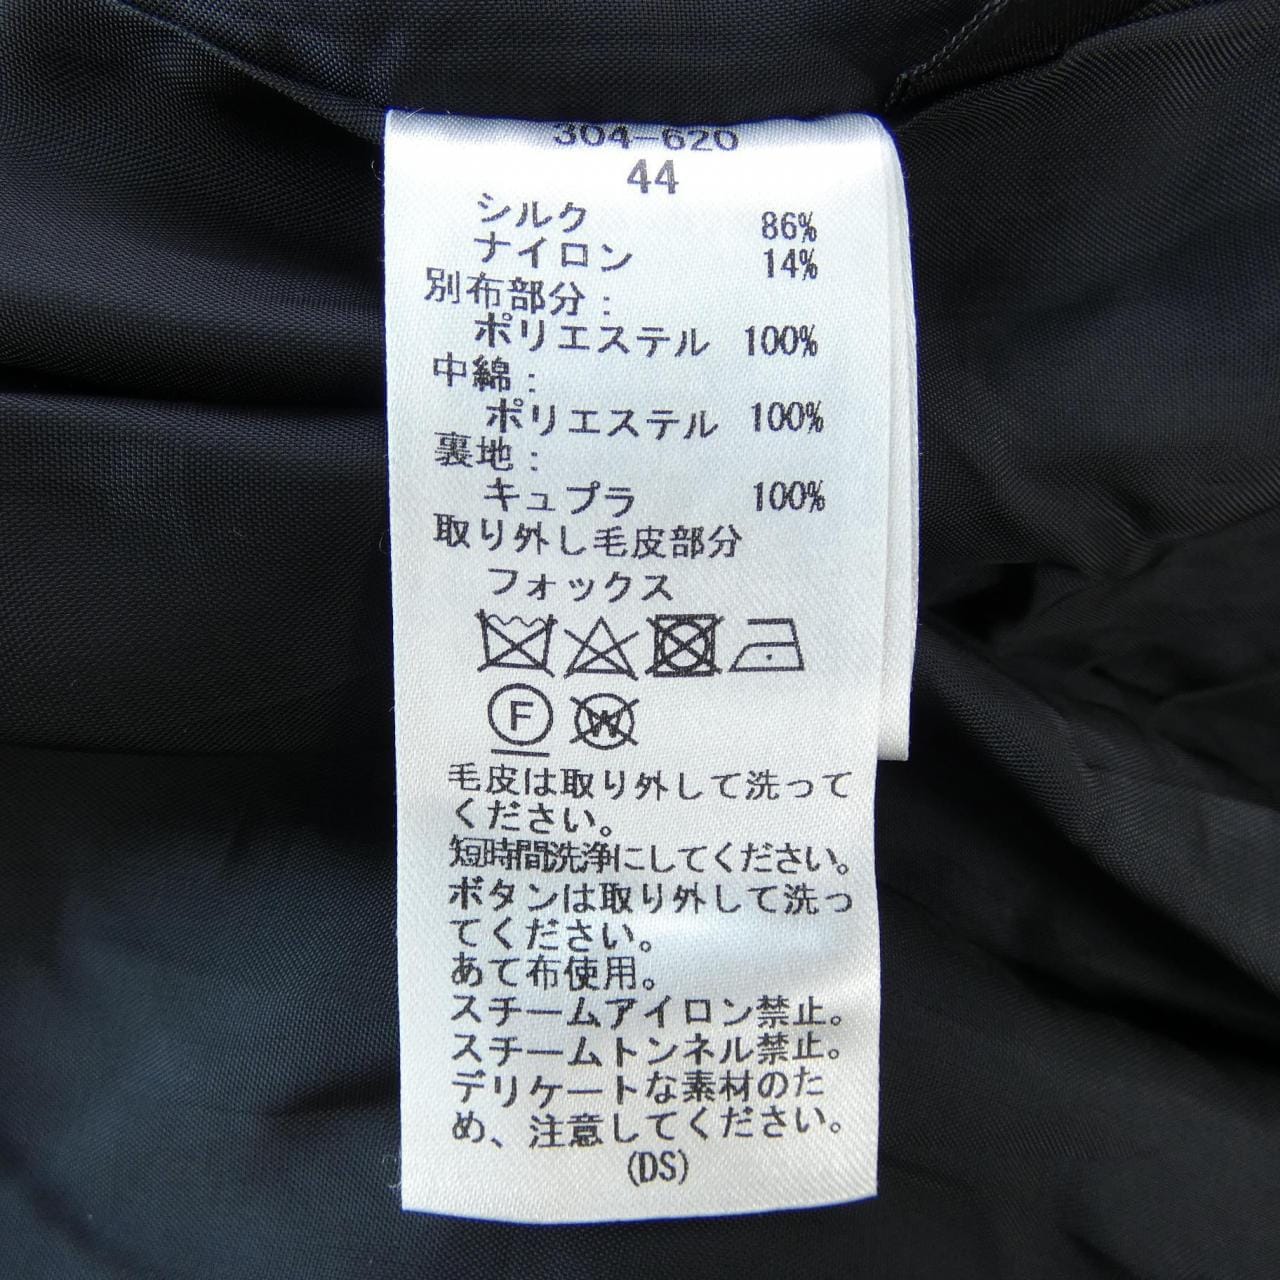 304-620
44
シルク 86%
ナイロン 14%
別布部分:
ポリエステル 100%
中綿:
ポリエステル 100%
裏地:
キュプラ 100%
取り外し毛皮部分
フォックス
F W
毛皮は取り外して洗って
ください。
短時間洗浄にしてください。
ボタンは取り外して洗っ
てください。
あて布使用。
スチームアイロン禁止。
スチームトンネル禁止。
デリケートな素材のた
め、注意してください。
(DS)